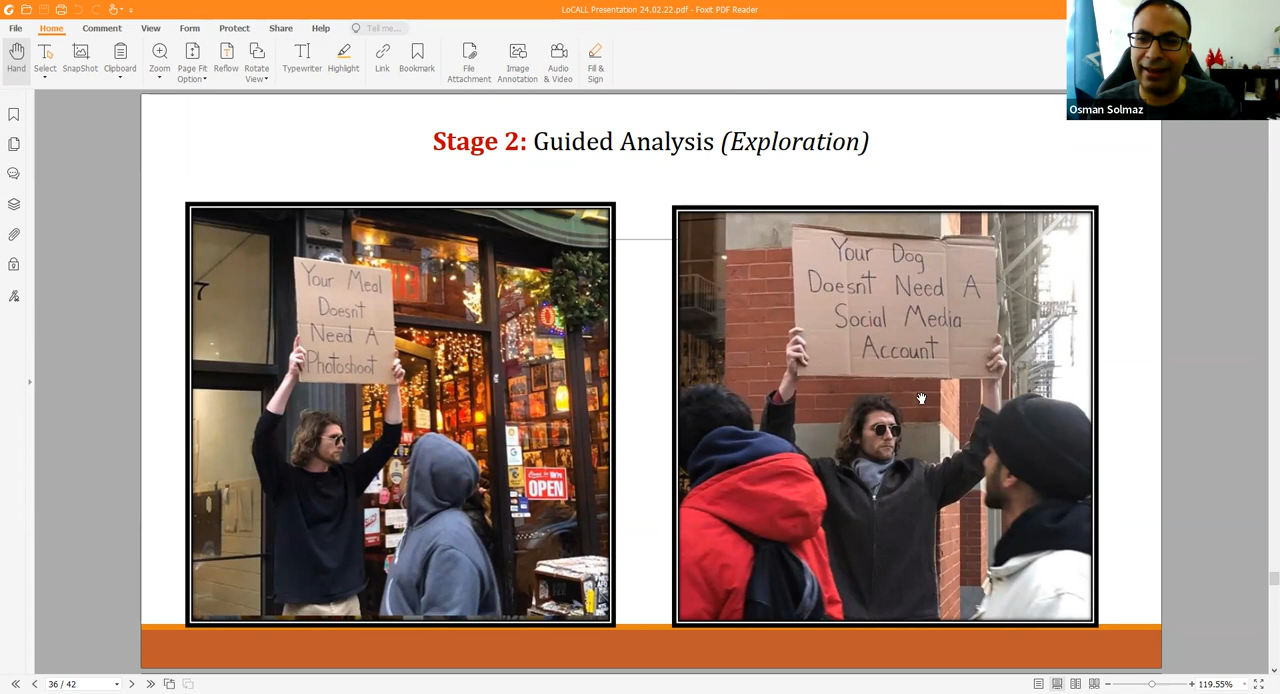 LoCALL Presentation 24.02.22.pdf - Foxit PDF Reader
File Home Comment View Form Protect Share Help Tell me...
Hand
Select
SnapShot
Clipboard
Zoom
Page Fit
Option
Reflow
Rotate
View
Typewriter
Highlight
Link
Bookmark
File
Attachment
Image
Annotation
Audio
& Video
Fill &
Sign
Osman Solmaz
Stage 2: Guided Analysis (Exploration)
Your Meal
Doesn't
Need A
Photoshoot
7
OPEN
Your Dog
Doesnt Need A
Social Media
Account
36 / 42
119.55%